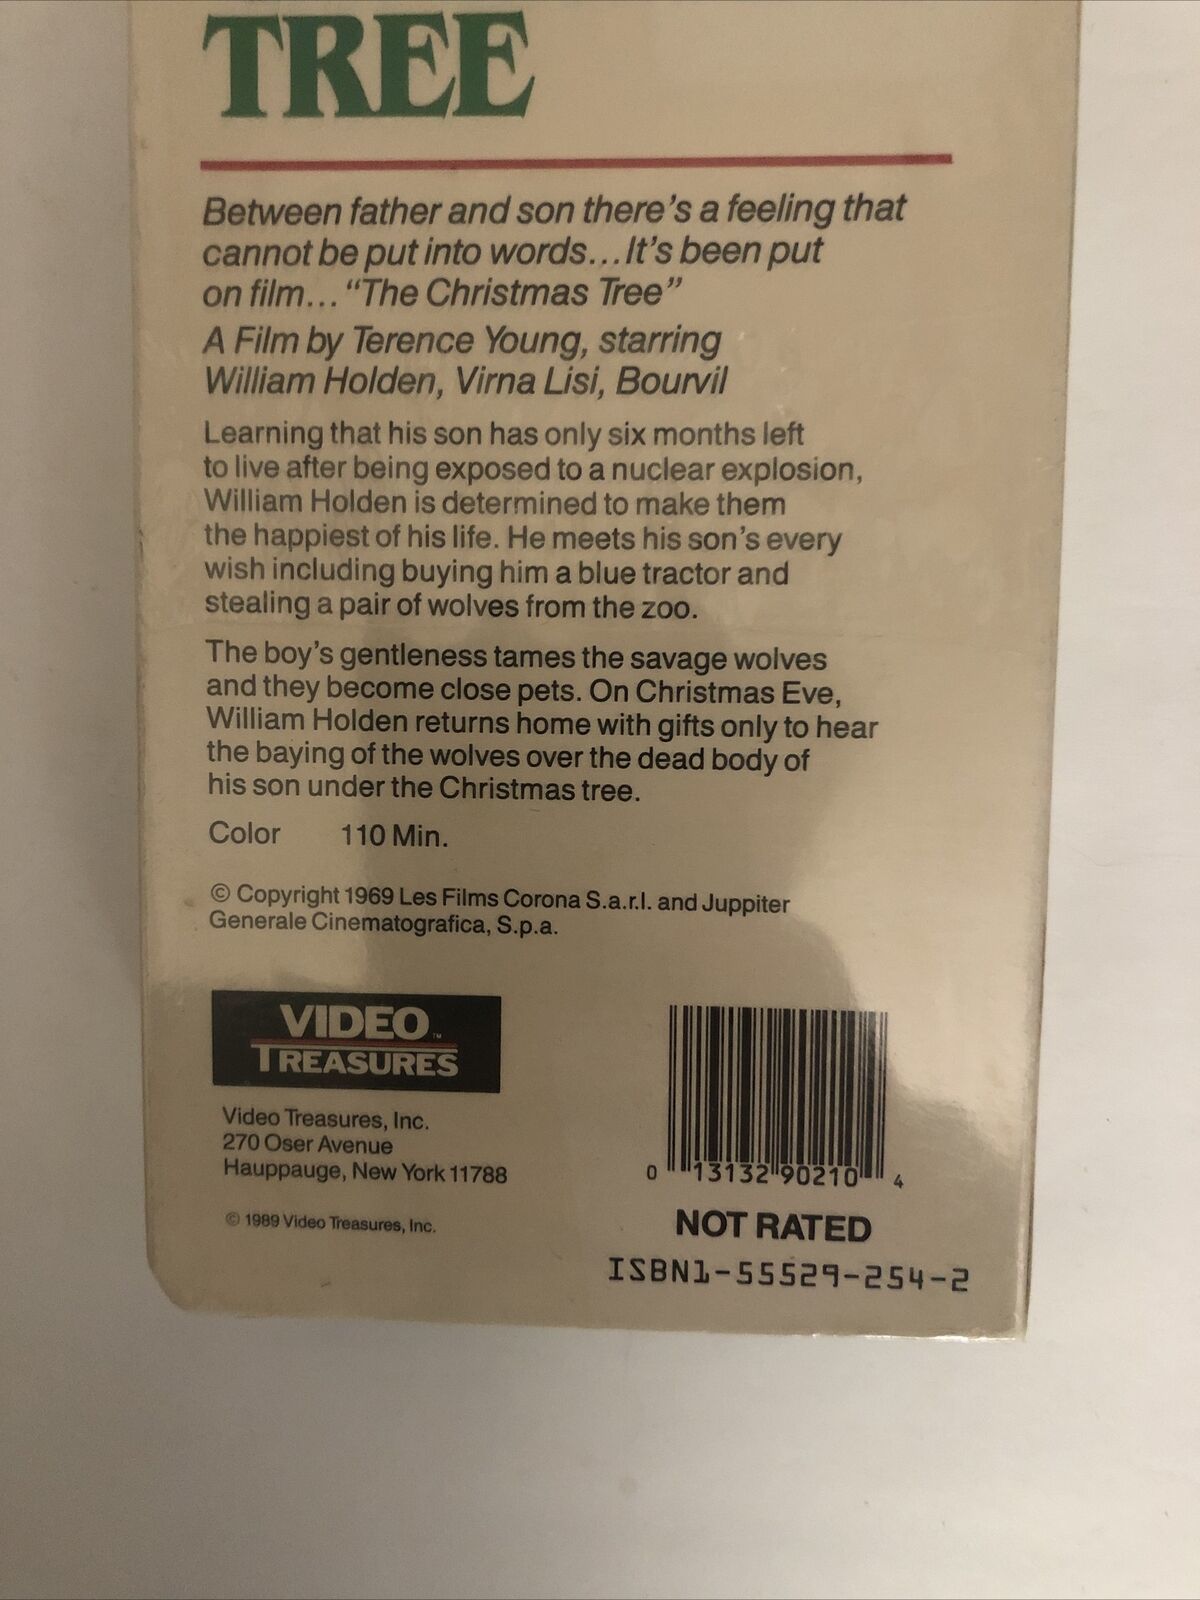 TREE
Between father and son there's a feeling that
cannot be put into words...It's been put
on film... “The Christmas Tree”
A Film by Terence Young, starring
William Holden, Virna Lisi, Bourvil
Learning that his son has only six months left
to live after being exposed to a nuclear explosion,
William Holden is determined to make them
the happiest of his life. He meets his son's every
wish including buying him a blue tractor and
stealing a pair of wolves from the zoo.
The boy's gentleness tames the savage wolves
and they become close pets. On Christmas Eve,
William Holden returns home with gifts only to hear
the baying of the wolves over the dead body of
his son under the Christmas tree.
Color 110 Min.
© Copyright 1969 Les Films Corona S.a.r.l. and Juppiter
Generale Cinematografica, S.p.a.
VIDEO™
TREASURES
Video Treasures, Inc.
270 Oser Avenue
Hauppauge, New York 11788
© 1989 Video Treasures, Inc.
0 13132 90210 4
NOT RATED
ISBN1-55529-254-2